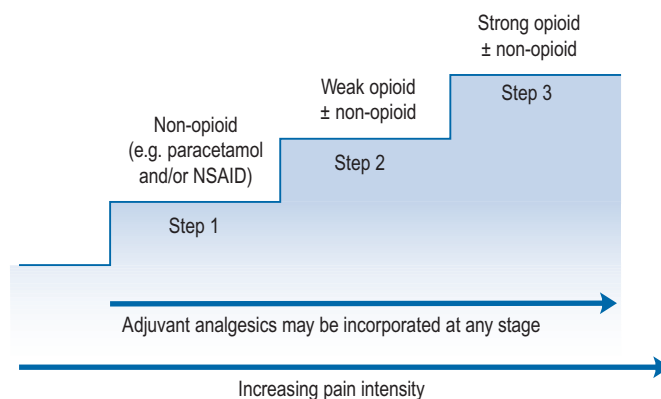 Strong opioid
± non-opioid
Step 3
Weak opioid
± non-opioid
Step 2
Non-opioid
(e.g. paracetamol
and/or NSAID)
Step 1
Adjuvant analgesics may be incorporated at any stage
Increasing pain intensity